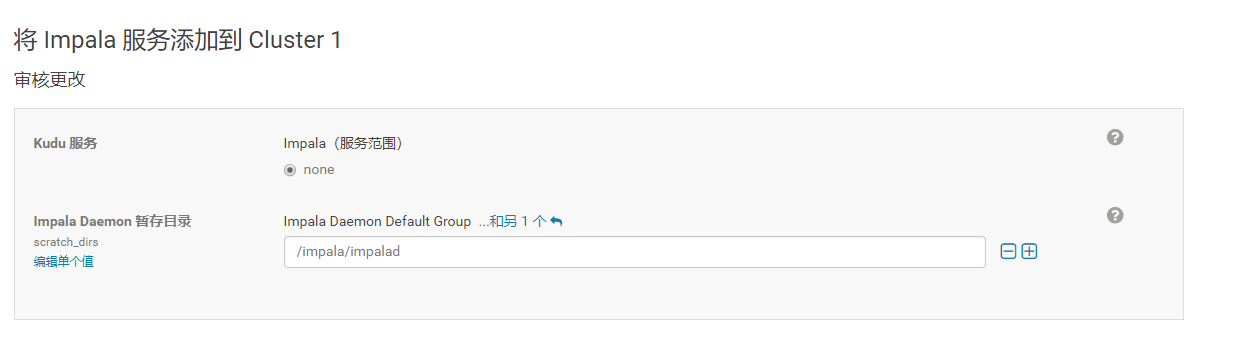 将 Impala 服务添加到 Cluster 1
审核更改
Kudu 服务
Impala（服务范围）
none
Impala Daemon 暂存目录
scratch_dirs
编辑单个值
Impala Daemon Default Group ...和另 1 个
/impala/impalad